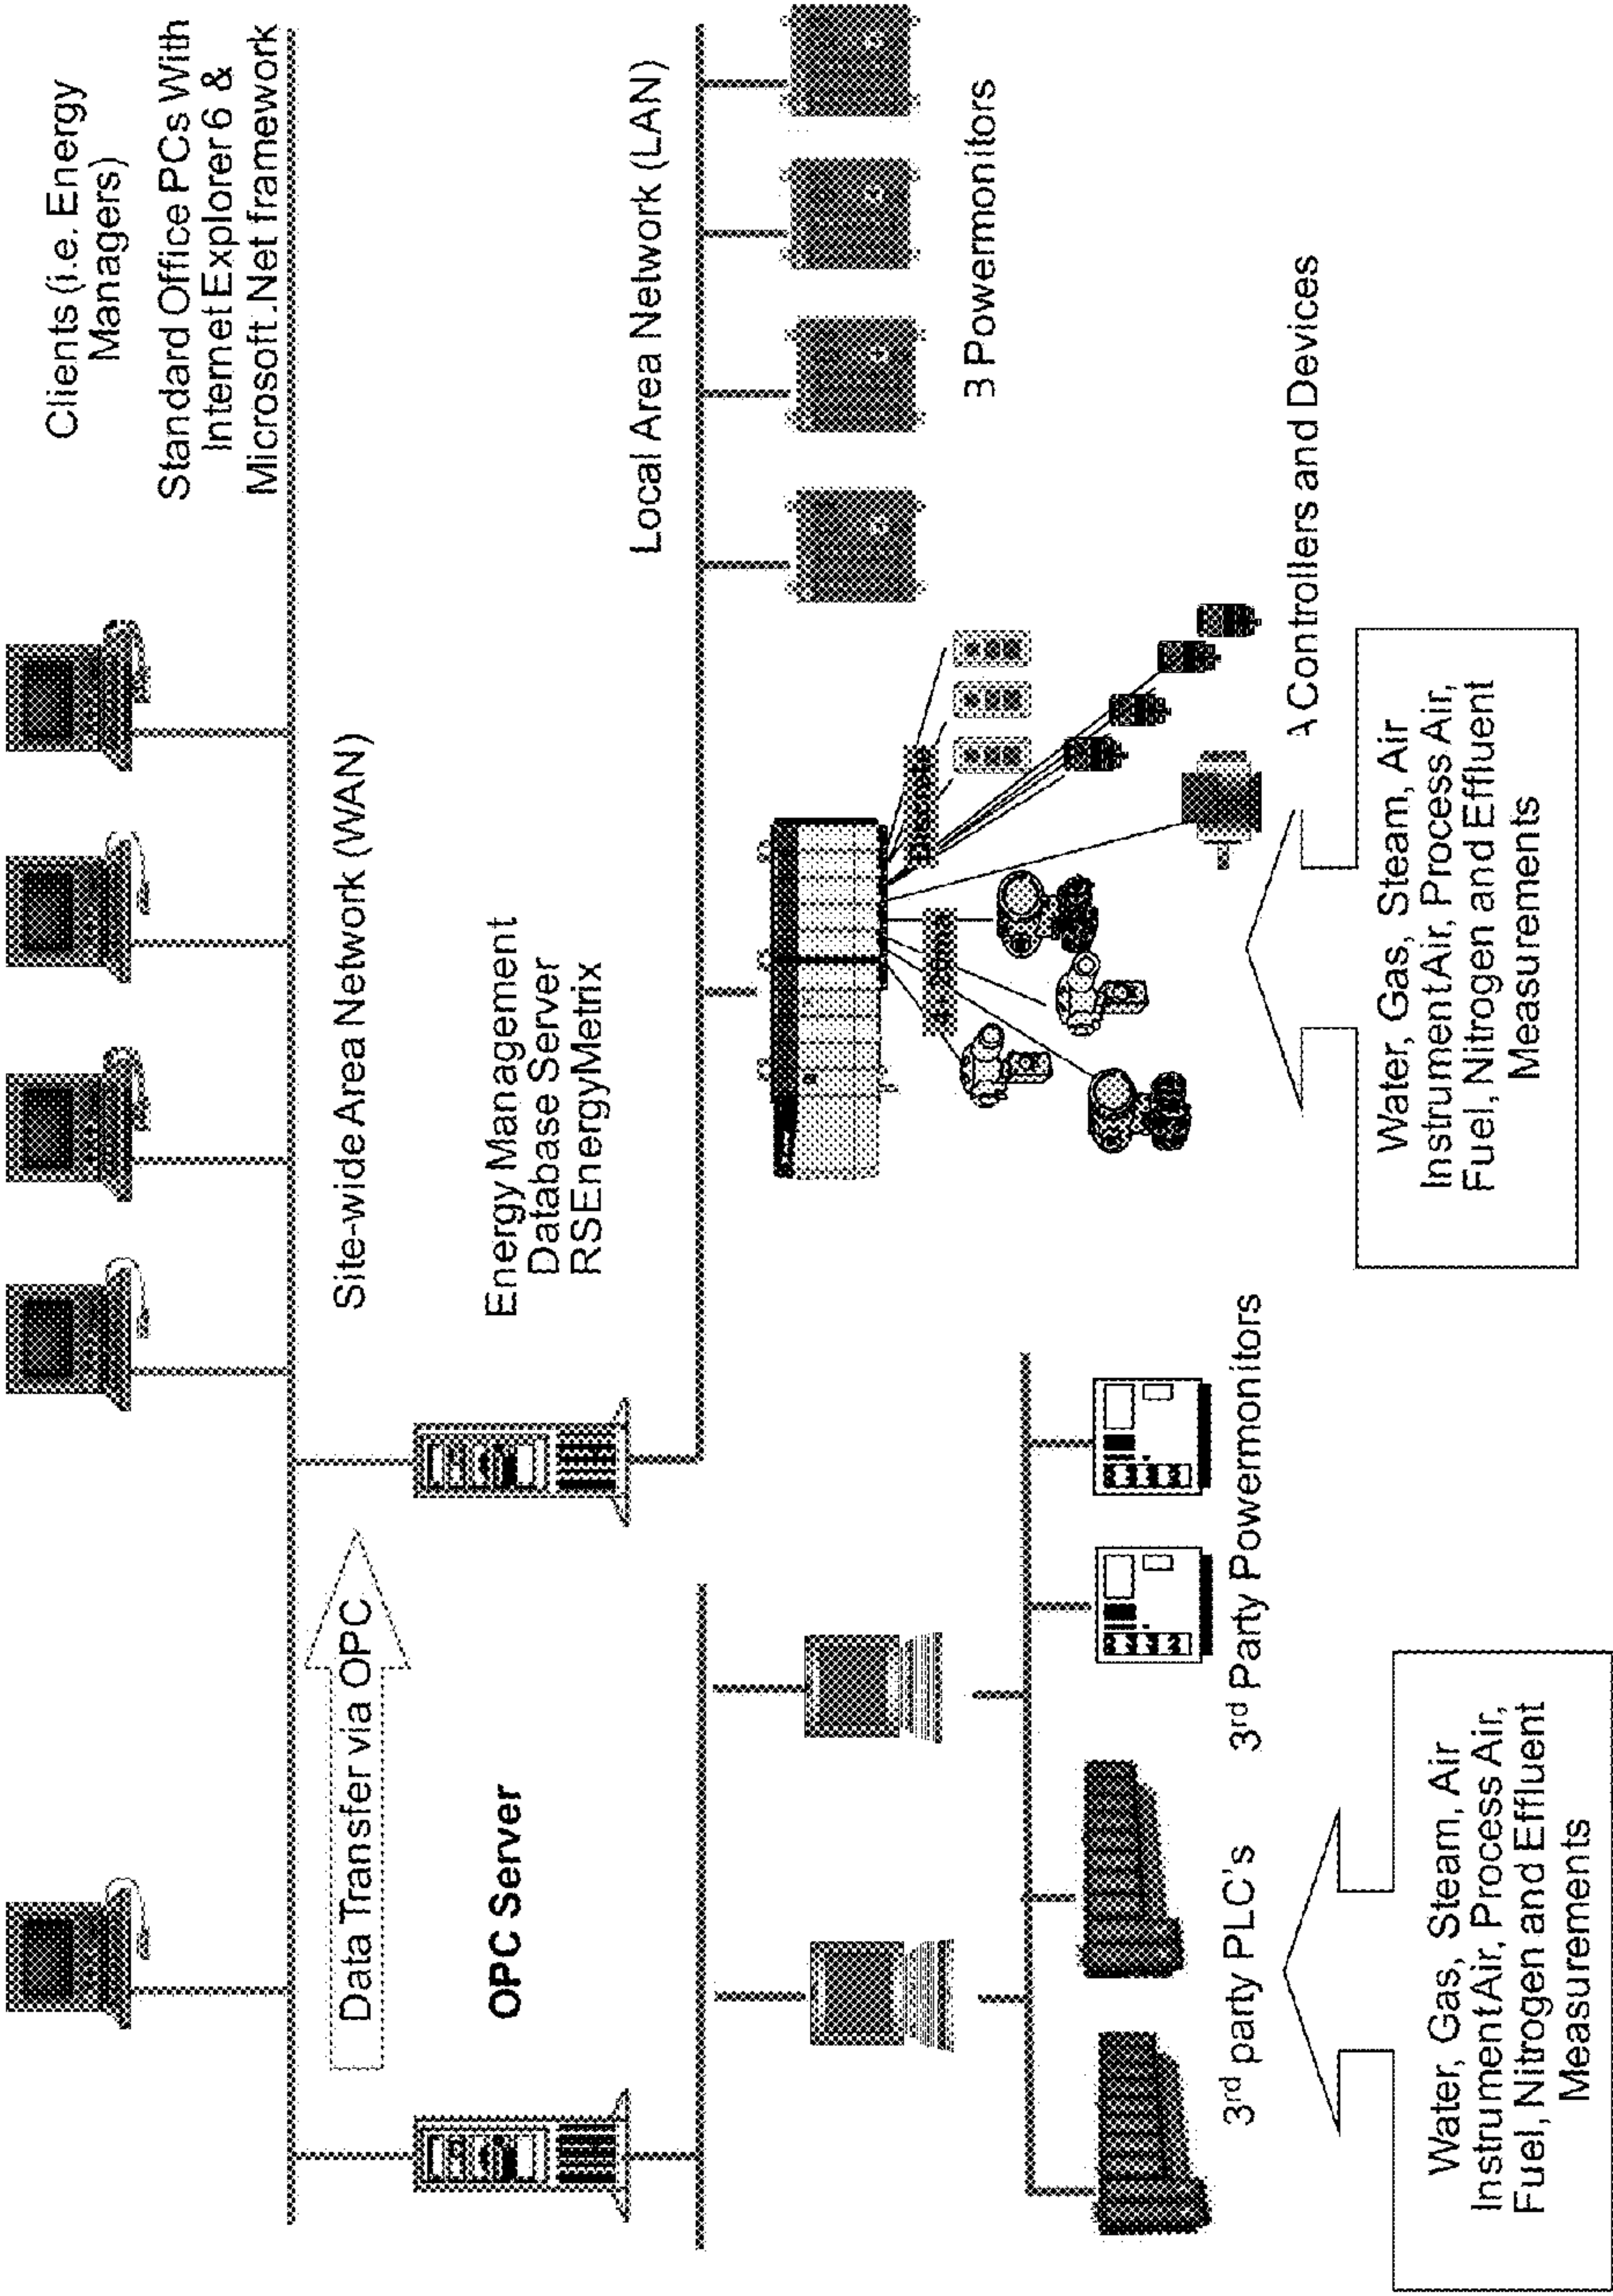 Clients (i.e. Energy
Managers)
Standard Office PCs With
Internet Explorer 6 &
Microsoft .Net framework
Site-wide Area Network (WAN)
Data Transfer via OPC
OPC Server
Energy Management
Database Server
RSEnergyMetrix
Local Area Network (LAN)
Discrete
3 Powermonitors
Controllers and Devices
3rd Party Powermonitors
3rd party PLC's
Water, Gas, Steam, Air
Instrument Air, Process Air,
Fuel, Nitrogen and Effluent
Measurements
Water, Gas, Steam, Air
Instrument Air, Process Air,
Fuel, Nitrogen and Effluent
Measurements